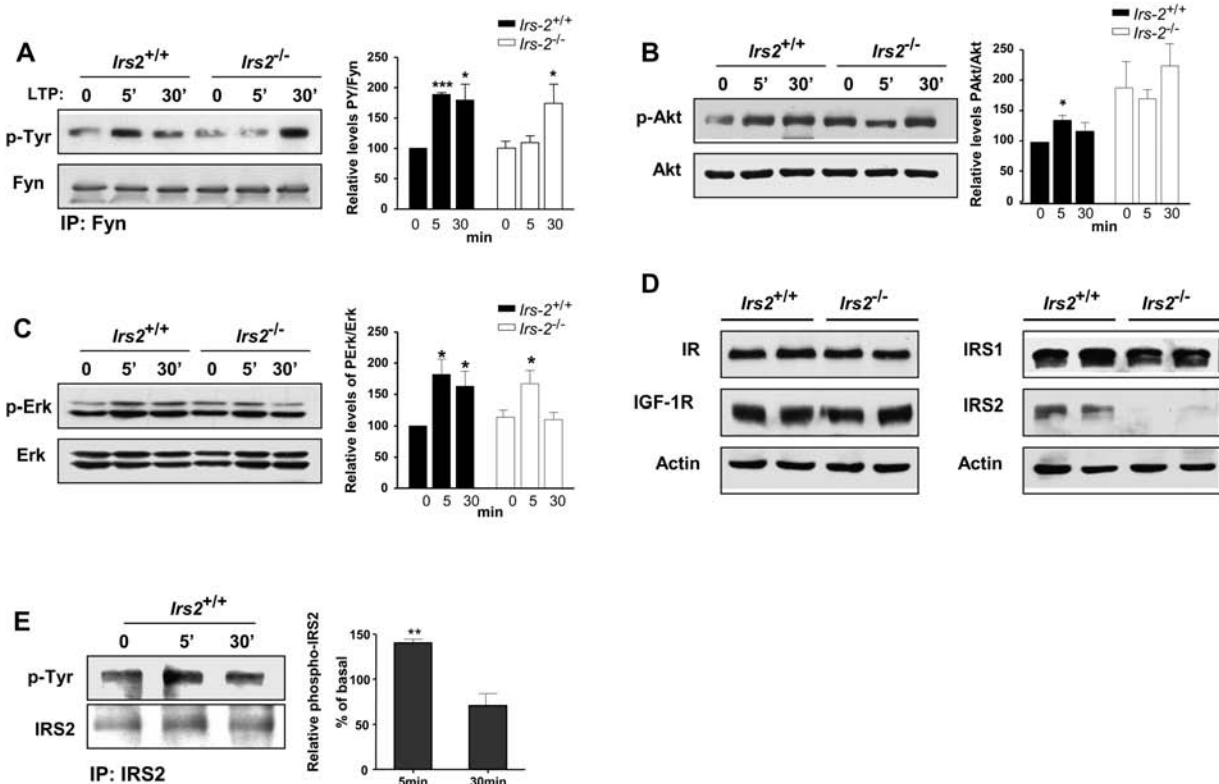 A
Irs2+/+ Irs2-/-
LTP: 0 5' 30' 0 5' 30'
p-Tyr
Fyn
IP: Fyn
Irs-2+/+
Irs-2-/-
Relative levels PY/Fyn
250
200
150
100
50
0
*** * *
0 5 30 0 5 30
min
B
Irs2+/+ Irs2-/-
0 5' 30' 0 5' 30'
p-Akt
Akt
Irs-2+/+
Irs-2-/-
Relative levels PAkt/Akt
250
200
150
100
50
0
*
0 5 30 0 5 30
min
C
Irs2+/+ Irs2-/-
0 5' 30' 0 5' 30'
p-Erk
Erk
Irs-2+/+
Irs-2-/-
Relative levels of PErk/Erk
250
200
150
100
50
0
* * *
0 5 30 0 5 30
min
D
Irs2+/+ Irs2-/-
IR
IGF-1R
Actin
Irs2+/+ Irs2-/-
IRS1
IRS2
Actin
E
Irs2+/+
0 5' 30'
p-Tyr
IRS2
IP: IRS2
Relative phospho-IRS2
% of basal
150
100
50
0
**
5min 30min